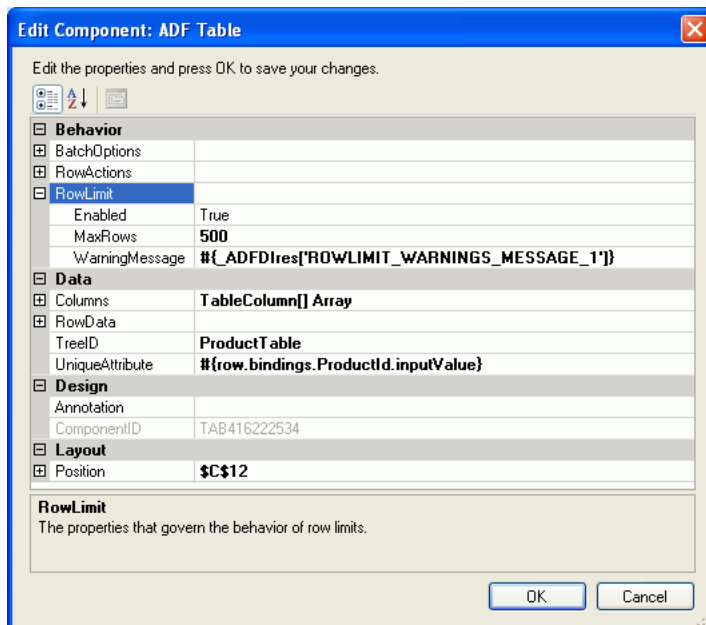 Edit Component: ADF Table
Edit the properties and press OK to save your changes.
Behavior
BatchOptions
RowActions
RowLimit
Enabled True
MaxRows 500
WarningMessage #{_ADFDIres['ROWLIMIT_WARNINGS_MESSAGE_1']}
Data
Columns TableColumn[] Array
RowData
TreeID ProductTable
UniqueAttribute #{row.bindings.ProductId.inputValue}
Design
Annotation
ComponentID TAB416222534
Layout
Position $C$12
RowLimit
The properties that govern the behavior of row limits.
OK Cancel